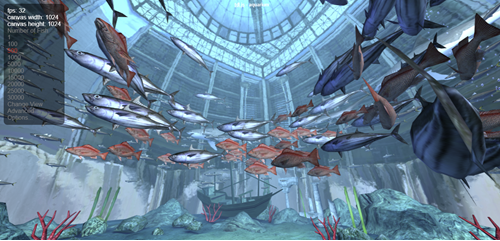 fps: 32
canvas width: 1024
canvas height: 1024
Number of Fish
1
100
500
1000
5000
10000
15000
20000
25000
30000
Change View
Advanced
Options